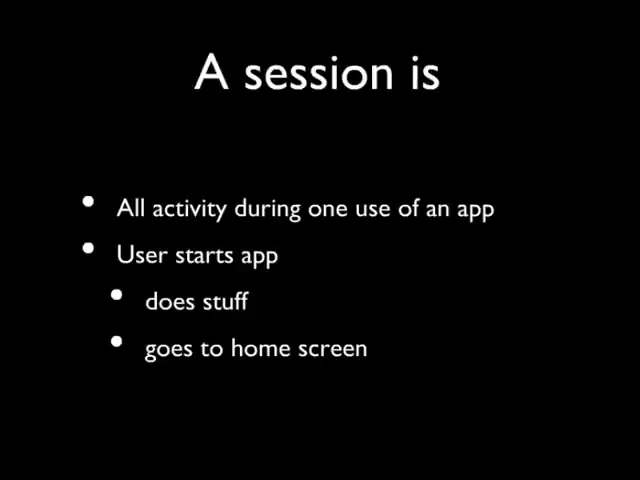 A session is
• All activity during one use of an app
• User starts app
• does stuff
• goes to home screen